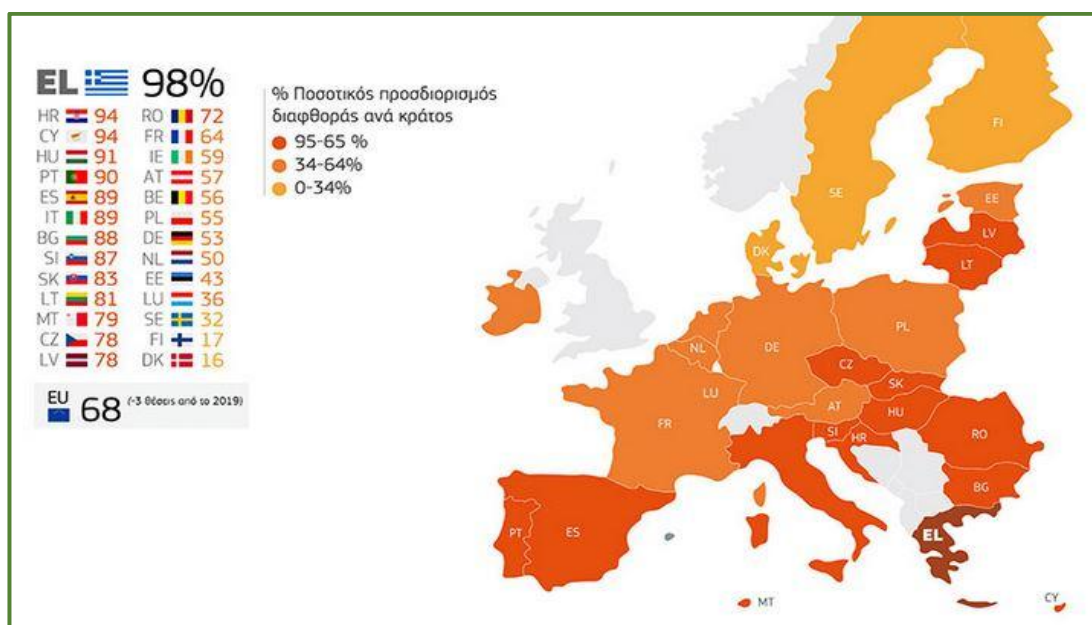 EL 98%
HR 94 RO 72
CY 94 FR 64
HU 91 IE 59
PT 90 AT 57
ES 89 BE 56
IT 89 PL 55
BG 88 DE 53
SI 87 NL 50
SK 83 EE 43
LT 81 LU 36
MT 79 SE 32
CZ 78 FI 17
LV 78 DK 16
EU 68 (-3 θέσεις από το 2019)
% Ποσοτικός προσδιορισμός
διαφθοράς ανά κράτος
95-65 %
34-64%
0-34%
FI
SE
EE
LV
DK
LT
NL
DE
PL
LU
CZ
SK
FR
AT
HU
SI
HR
RO
BG
PT
ES
EL
MT
CY